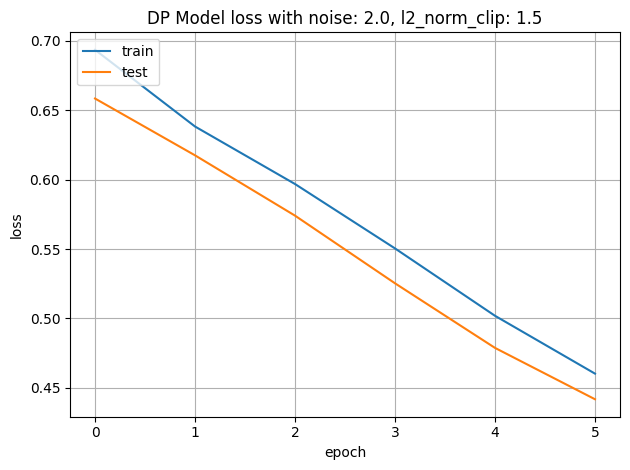 DP Model loss with noise: 2.0, l2_norm_clip: 1.5
train
test
0.70
0.65
0.60
0.55
0.50
0.45
loss
0 1 2 3 4 5
epoch